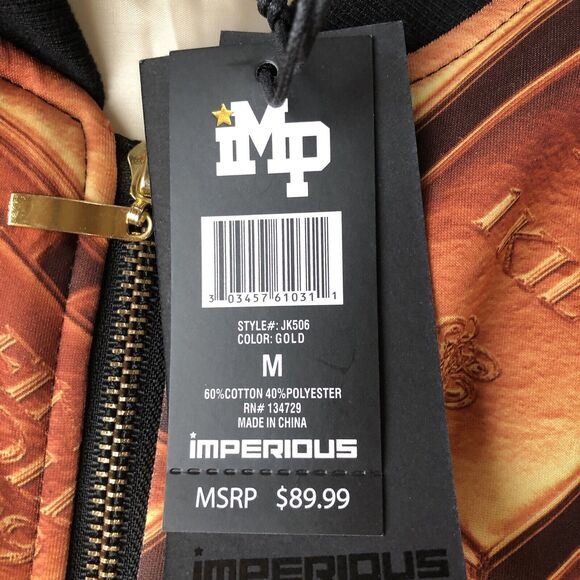 iMP
3 03457 61031 1
STYLE#: JK506
COLOR: GOLD
M
60%COTTON 40%POLYESTER
RN# 134729
MADE IN CHINA
iMPERIOUS
MSRP $89.99
iMPERIOUS